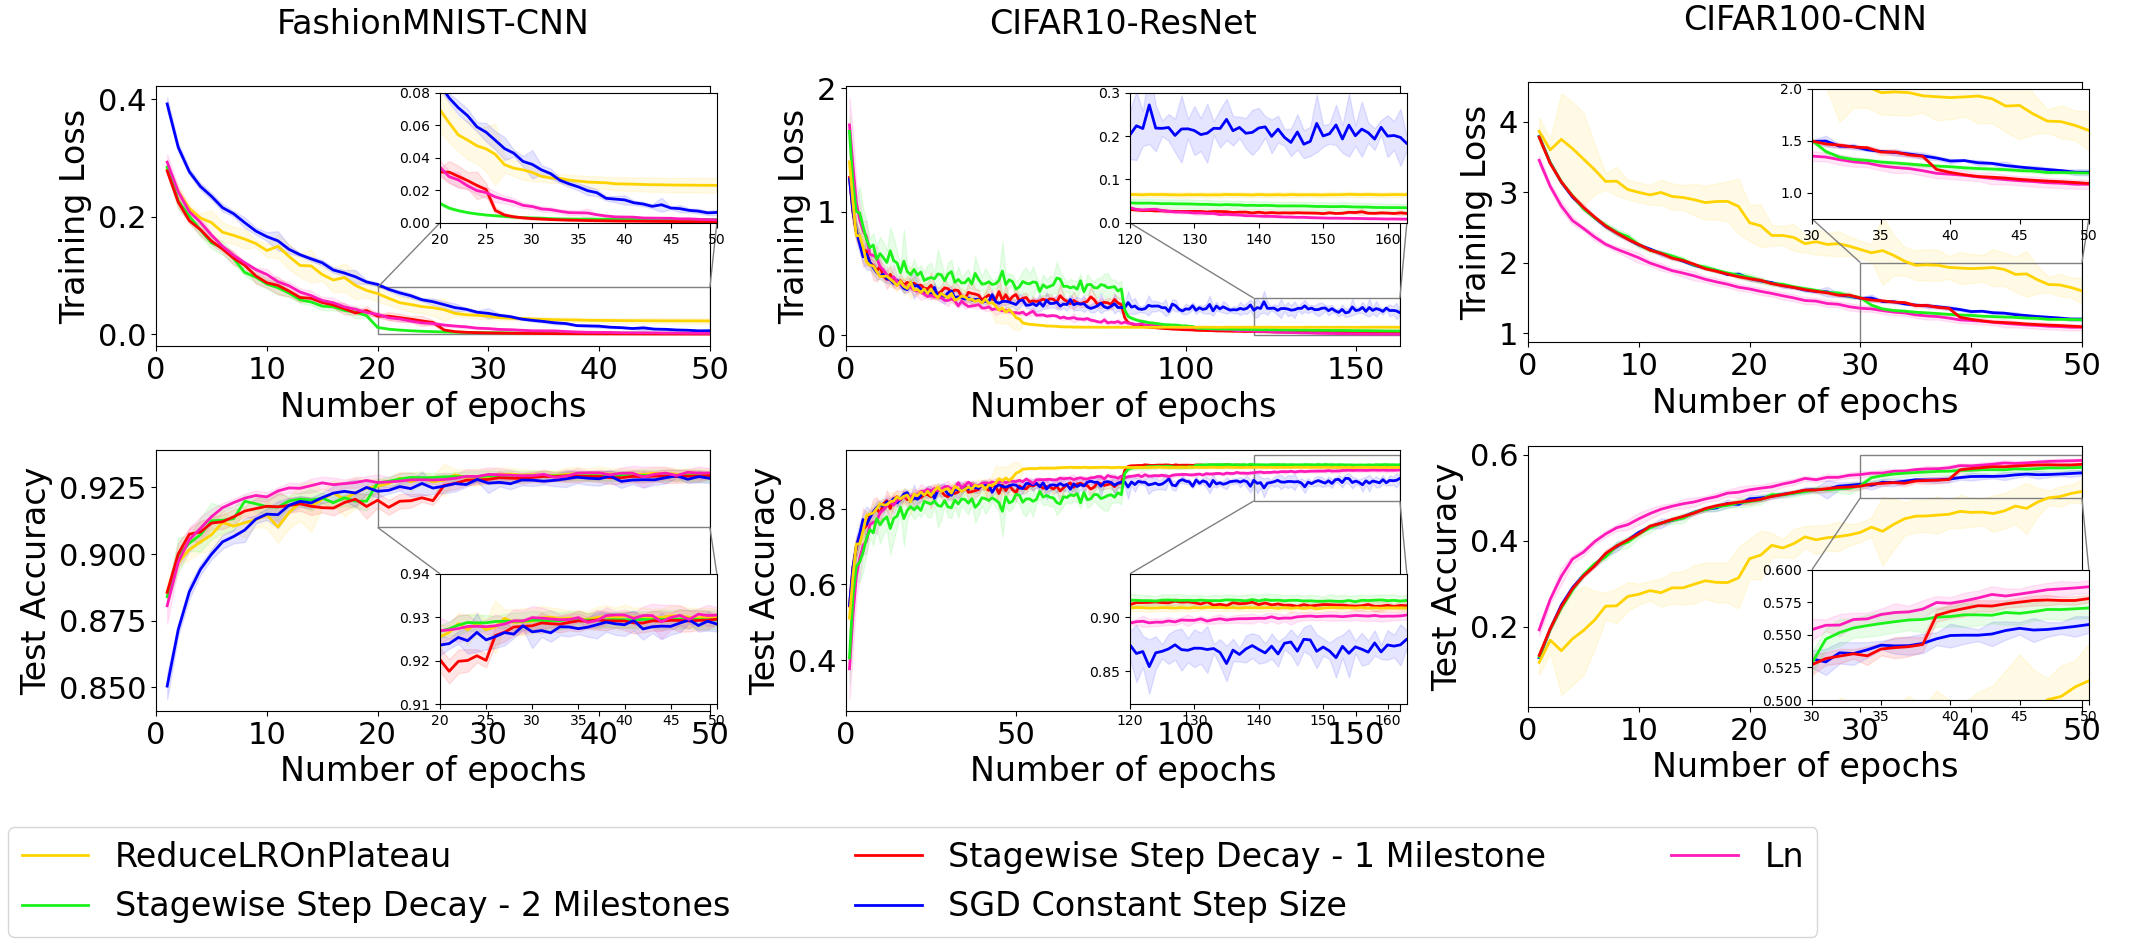 FashionMNIST-CNN
CIFAR10-ResNet
CIFAR100-CNN
Training Loss
0.4
0.2
0.0
0 10 20 30 40 50
Number of epochs
0.08
0.06
0.04
0.02
0.00
20 25 30 35 40 45 50
Training Loss
2
1
0
0 50 100 150
Number of epochs
0.3
0.2
0.1
0.0
120 130 140 150 160
Training Loss
4
3
2
1
0 10 20 30 40 50
Number of epochs
2.0
1.5
1.0
30 35 40 45 50
Test Accuracy
0.925
0.900
0.875
0.850
0 10 20 30 40 50
Number of epochs
0.94
0.93
0.92
0.91
20 25 30 35 40 45 50
Test Accuracy
0.8
0.6
0.4
0 50 100 150
Number of epochs
0.90
0.85
120 130 140 150 160
Test Accuracy
0.6
0.4
0.2
0 10 20 30 40 50
Number of epochs
0.600
0.575
0.550
0.525
0.500
30 35 40 45 50
ReduceLROnPlateau
Stagewise Step Decay - 2 Milestones
Stagewise Step Decay - 1 Milestone
SGD Constant Step Size
Ln